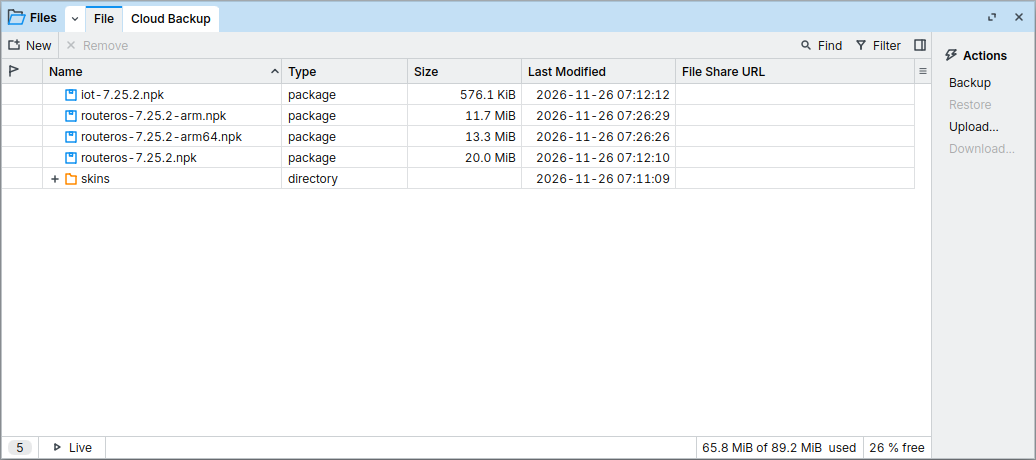 Files File Cloud Backup
New Remove Find Filter
Name Type Size Last Modified File Share URL
iot-7.25.2.npk package 576.1 KiB 2026-11-26 07:12:12
routeros-7.25.2-arm.npk package 11.7 MiB 2026-11-26 07:26:29
routeros-7.25.2-arm64.npk package 13.3 MiB 2026-11-26 07:26:26
routeros-7.25.2.npk package 20.0 MiB 2026-11-26 07:12:10
+ skins directory 2026-11-26 07:11:09
5 Live 65.8 MiB of 89.2 MiB used 26 % free
Actions
Backup
Restore
Upload...
Download...